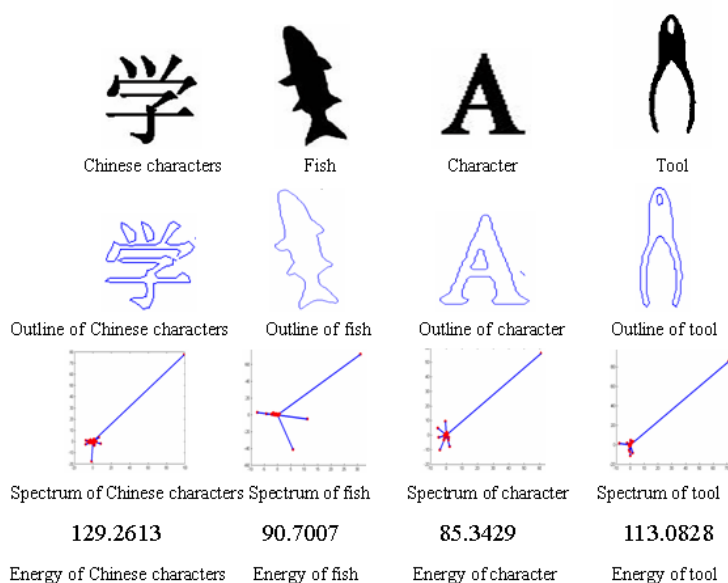 学
A
Chinese characters Fish Character Tool
学
A
Outline of Chinese characters Outline of fish Outline of character Outline of tool
Spectrum of Chinese characters Spectrum of fish Spectrum of character Spectrum of tool
129.2613 90.7007 85.3429 113.0828
Energy of Chinese characters Energy of fish Energy of character Energy of tool